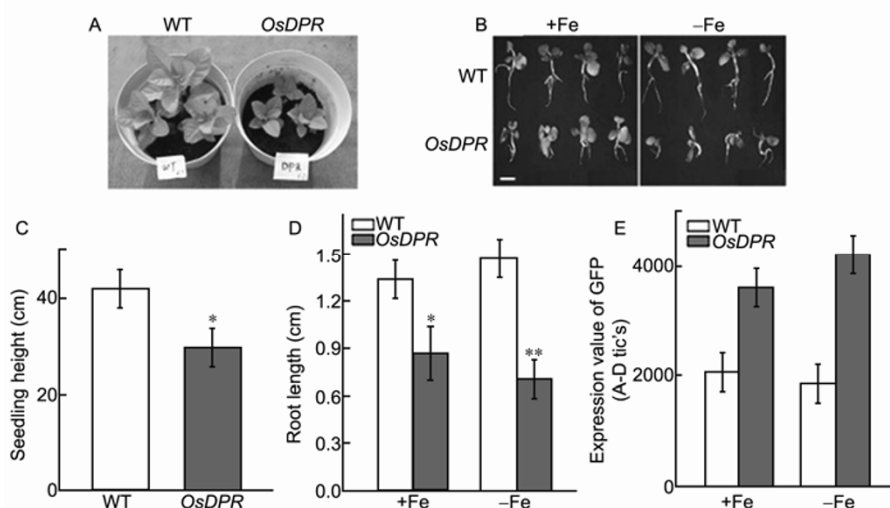 A WT OsDPR
WT
DPR
B +Fe −Fe
WT
OsDPR
C
Seedling height (cm)
40
20
0
*
WT OsDPR
D
WT
OsDPR
Root length (cm)
1.5
1.2
0.9
0.6
0.3
0.0
*
**
+Fe −Fe
E
WT
OsDPR
Expression value of GFP
(A-D tic's)
4000
2000
0
+Fe −Fe